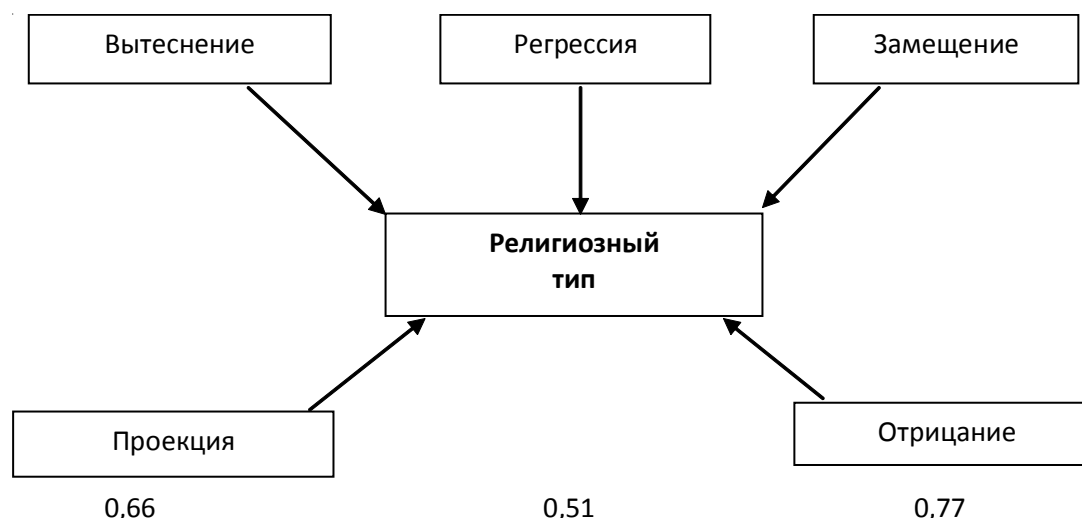 Вытеснение
Регрессия
Замещение
Религиозный
тип
Проекция
Отрицание
0,66
0,51
0,77